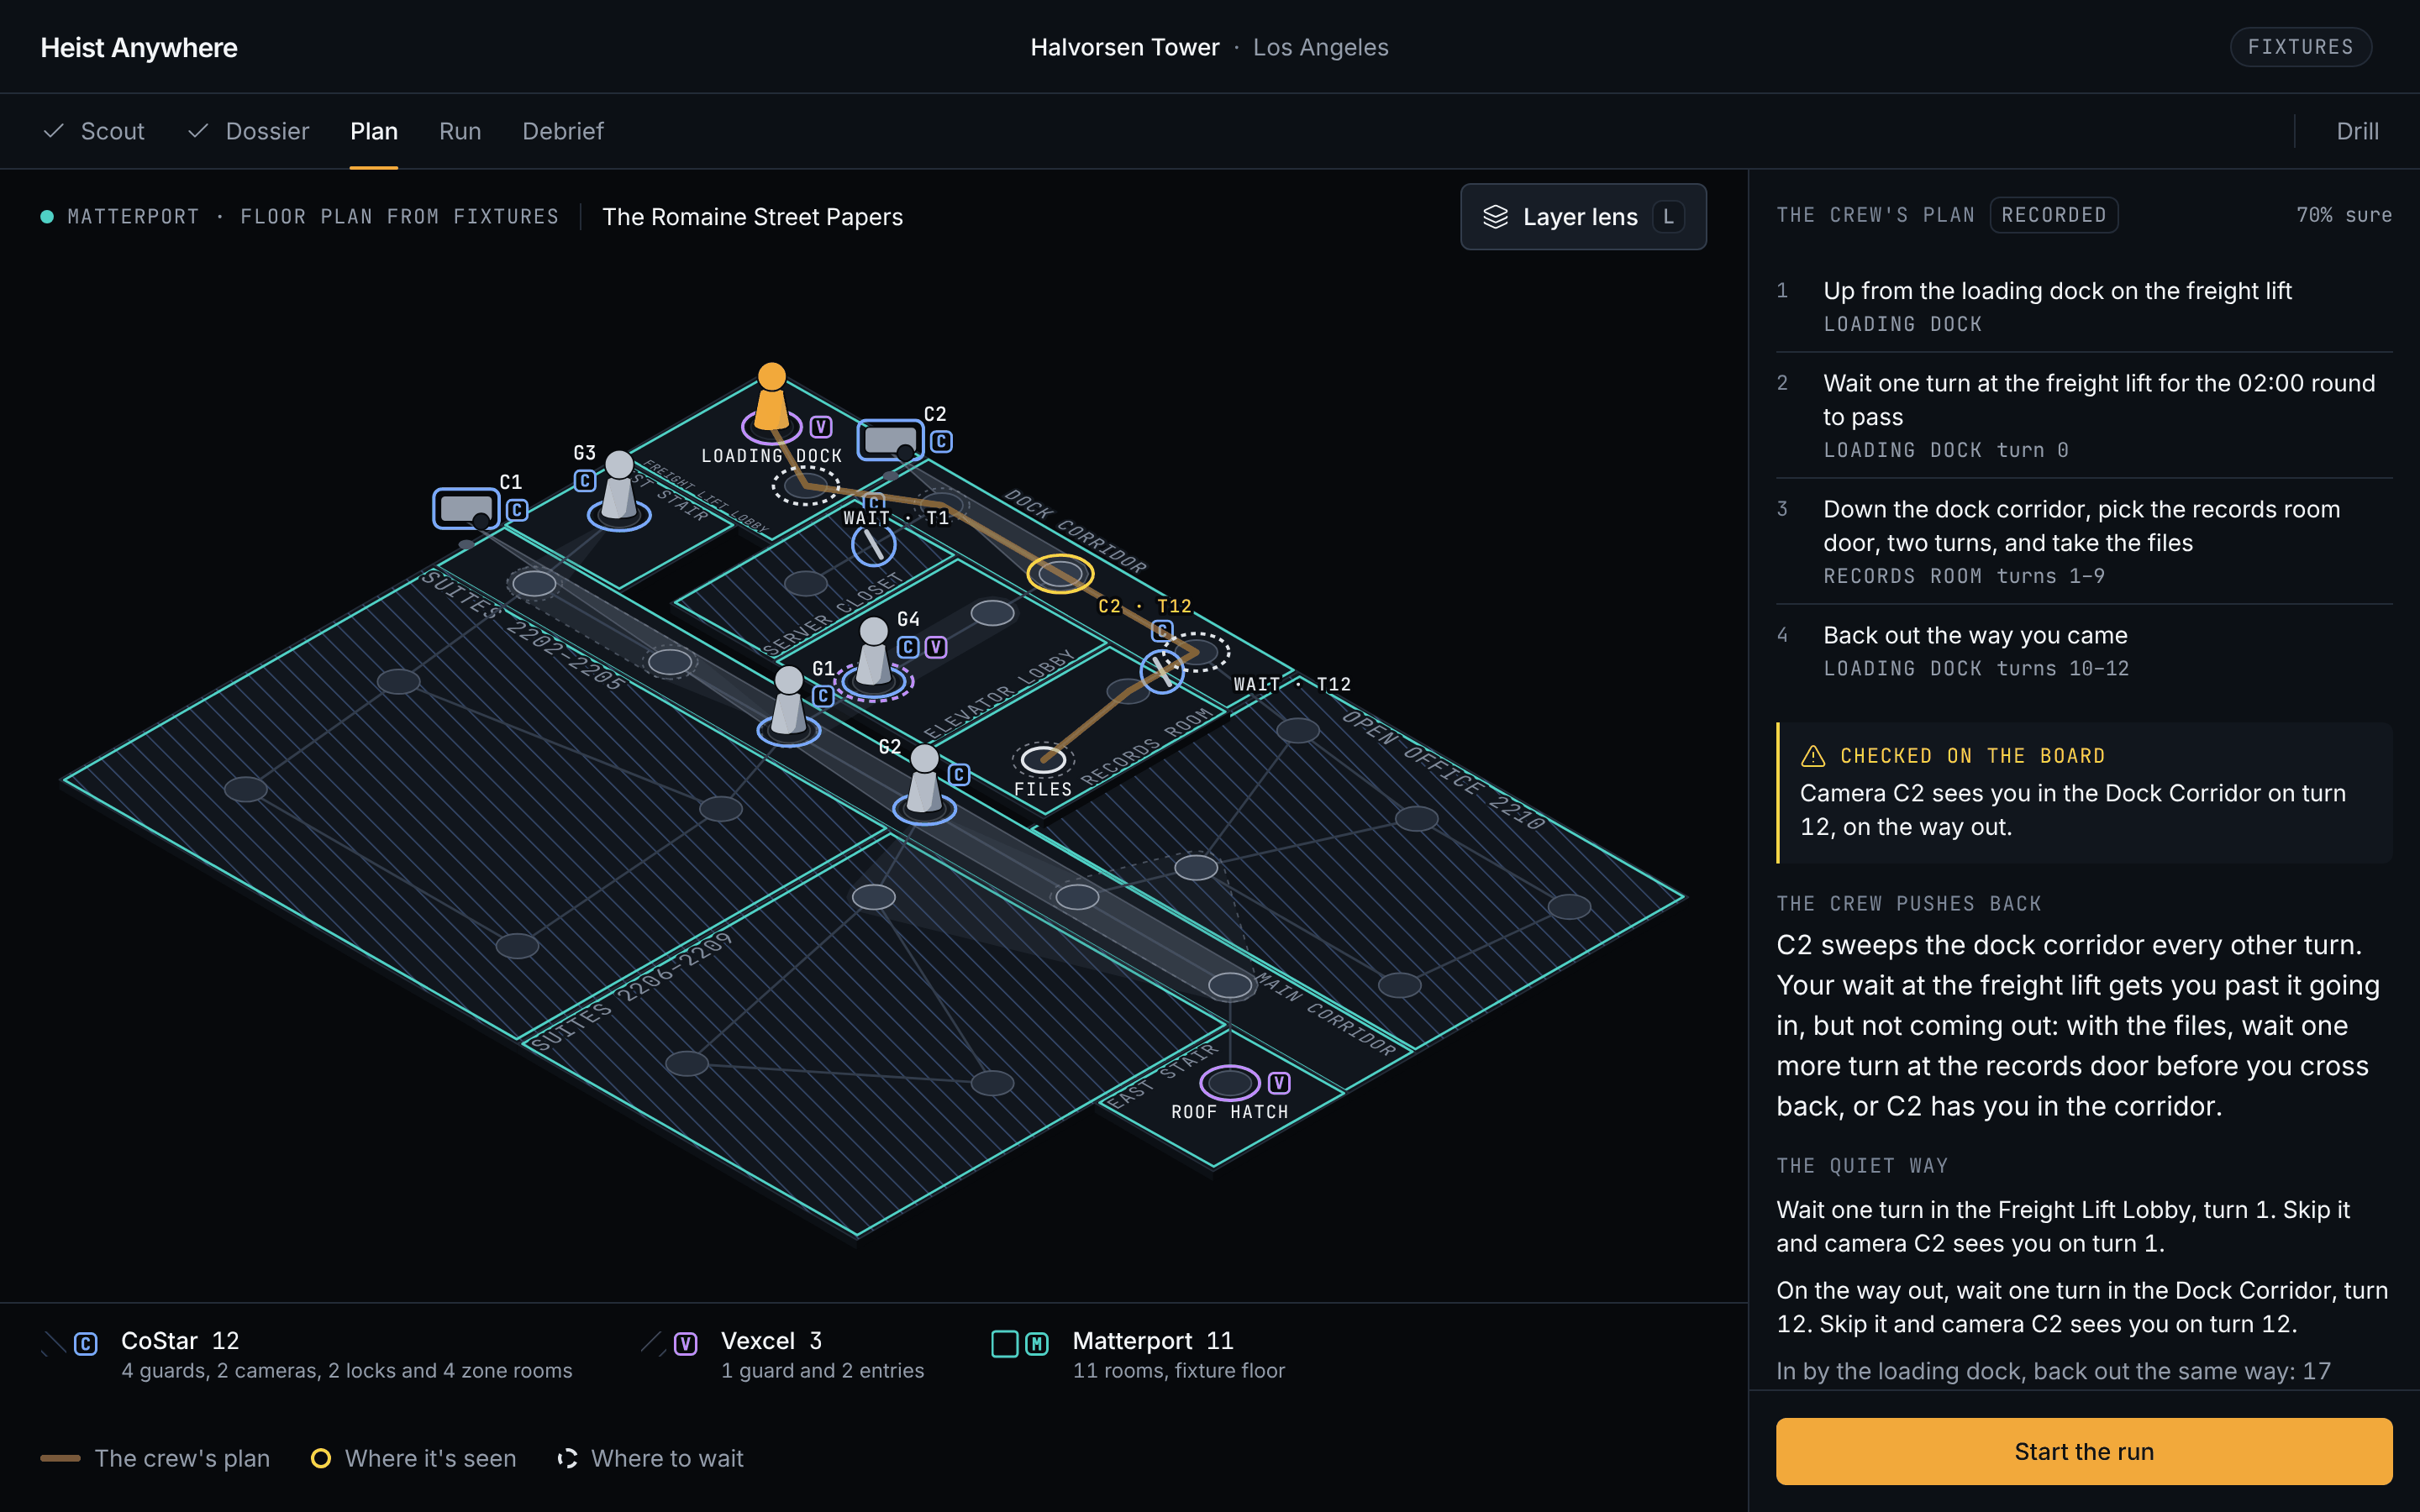 Heist Anywhere
Halvorsen Tower · Los Angeles
FIXTURES
Scout
Dossier
Plan
Run
Debrief
Drill
MATTERPORT · FLOOR PLAN FROM FIXTURES
The Romaine Street Papers
Layer lens L
C2
V
C
LOADING DOCK
G3
C
C1
C
FREIGHT LIFT LOBBY
ST STAIR
DOCK CORRIDOR
C
WAIT · T1
SUITES 2202–2205
SERVER CLOSET
C2 · T12
C
G4
C V
G1
C
ELEVATOR LOBBY
WAIT · T12
RECORDS ROOM
OPEN OFFICE 2210
G2
C
FILES
SUITES 2206–2209
MAIN CORRIDOR
EAST STAIR
V
ROOF HATCH
C CoStar 12
4 guards, 2 cameras, 2 locks and 4 zone rooms
V Vexcel 3
1 guard and 2 entries
M Matterport 11
11 rooms, fixture floor
The crew's plan
Where it's seen
Where to wait
THE CREW'S PLAN RECORDED 70% sure
1 Up from the loading dock on the freight lift
LOADING DOCK
2 Wait one turn at the freight lift for the 02:00 round
to pass
LOADING DOCK turn 0
3 Down the dock corridor, pick the records room
door, two turns, and take the files
RECORDS ROOM turns 1–9
4 Back out the way you came
LOADING DOCK turns 10–12
CHECKED ON THE BOARD
Camera C2 sees you in the Dock Corridor on turn
12, on the way out.
THE CREW PUSHES BACK
C2 sweeps the dock corridor every other turn.
Your wait at the freight lift gets you past it going
in, but not coming out: with the files, wait one
more turn at the records door before you cross
back, or C2 has you in the corridor.
THE QUIET WAY
Wait one turn in the Freight Lift Lobby, turn 1. Skip it
and camera C2 sees you on turn 1.
On the way out, wait one turn in the Dock Corridor, turn
12. Skip it and camera C2 sees you on turn 12.
In by the loading dock, back out the same way: 17
Start the run